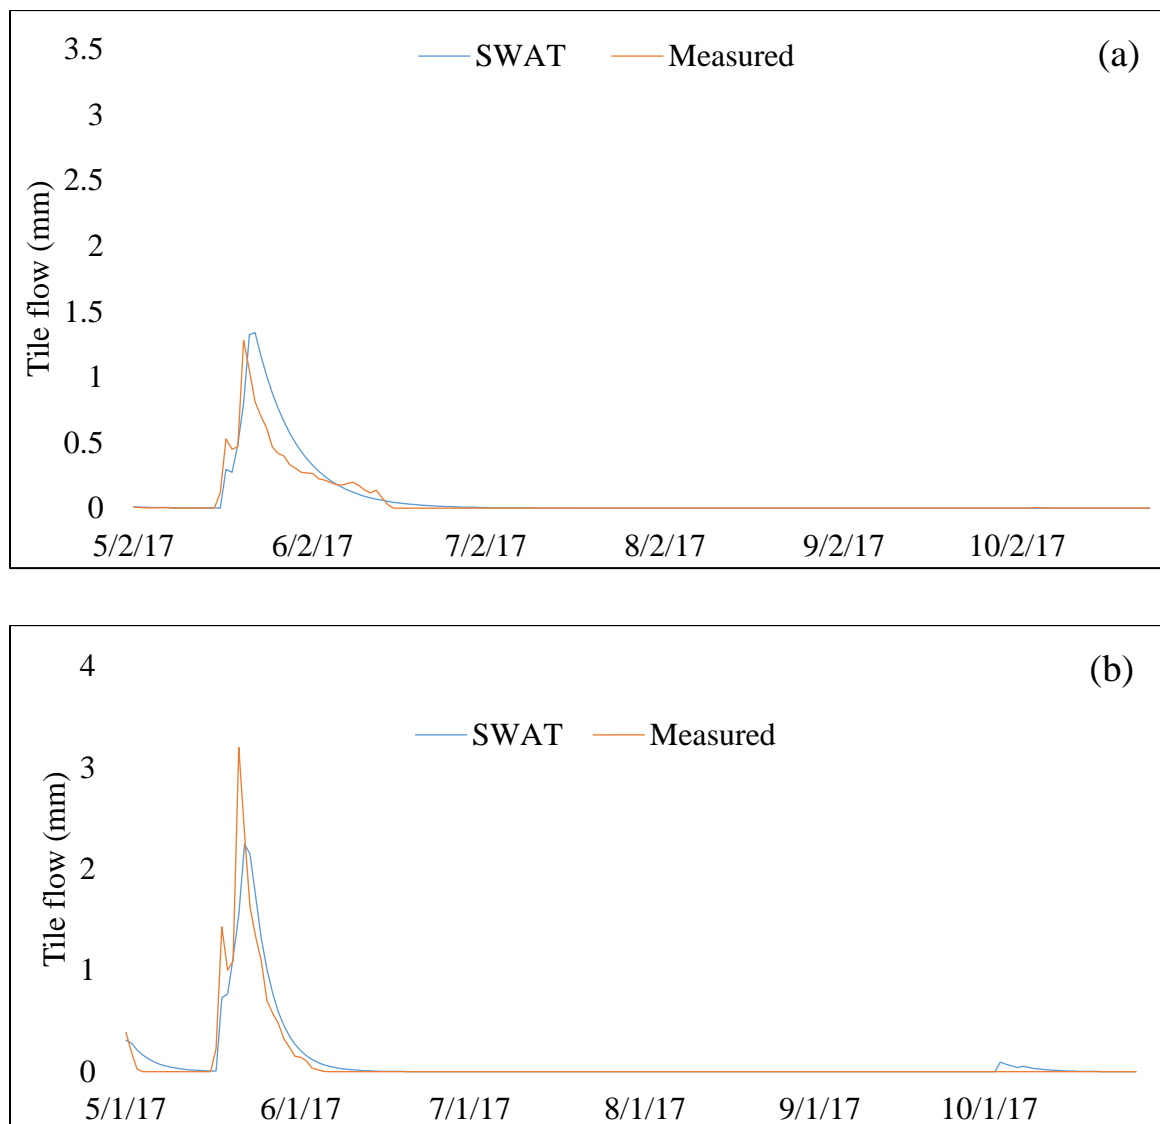 (a)
SWAT Measured
Tile flow (mm)
3.5
3
2.5
2
1.5
1
0.5
0
5/2/17 6/2/17 7/2/17 8/2/17 9/2/17 10/2/17
(b)
SWAT Measured
Tile flow (mm)
4
3
2
1
0
5/1/17 6/1/17 7/1/17 8/1/17 9/1/17 10/1/17